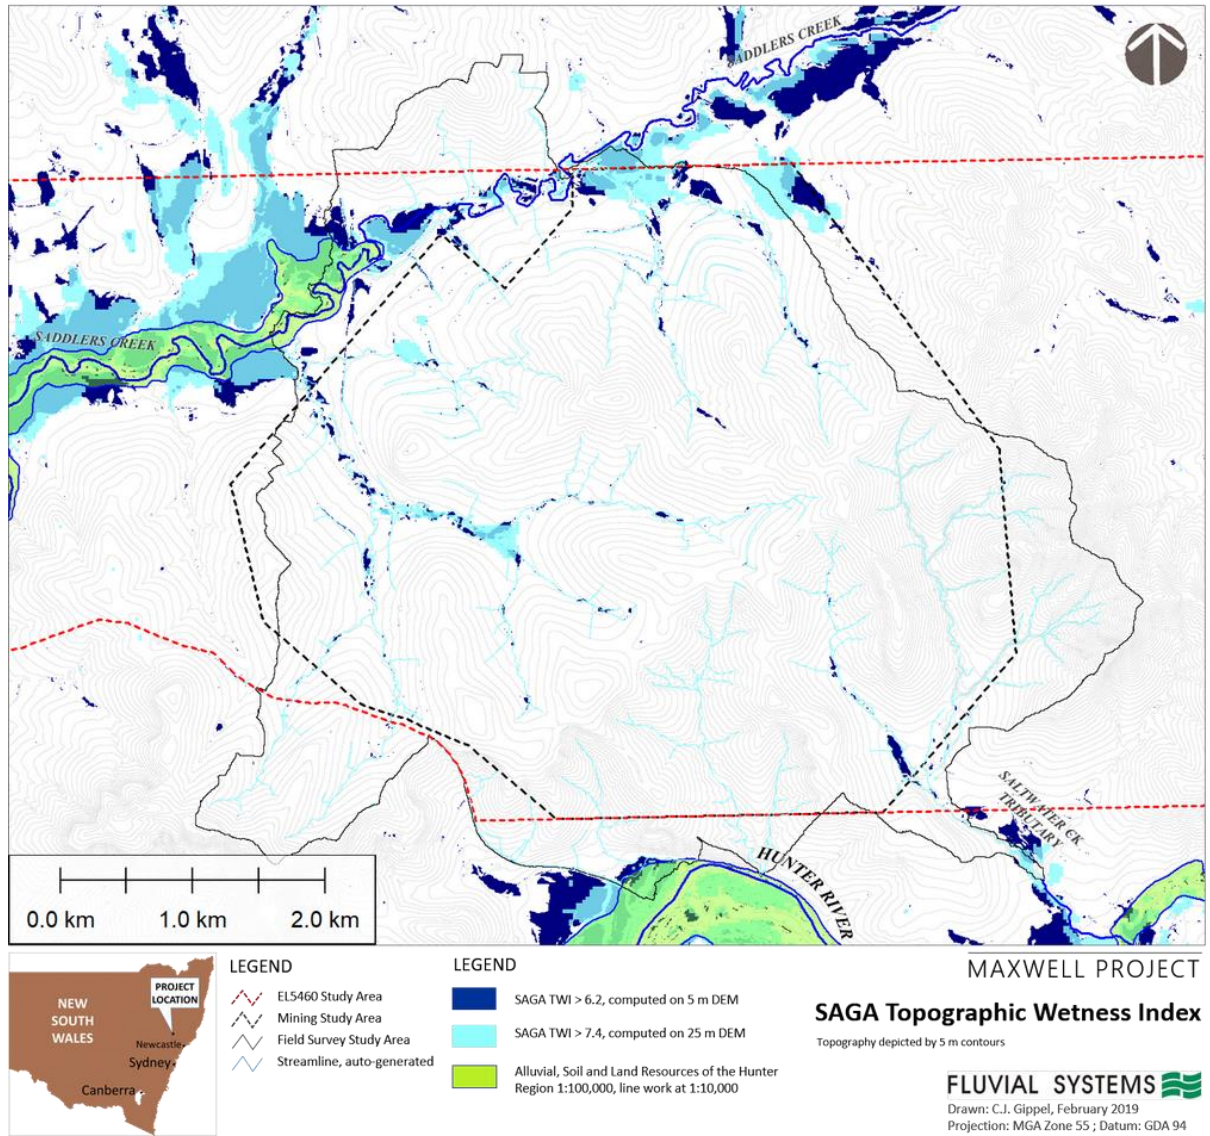 SADDLERS CREEK
SADDLERS CREEK
SALTWATER CK
TRIBUTARY
HUNTER RIVER
0.0 km 1.0 km 2.0 km
NEW
SOUTH
WALES
PROJECT
LOCATION
Newcastle
Sydney
Canberra
LEGEND
EL5460 Study Area
Mining Study Area
Field Survey Study Area
Streamline, auto-generated
LEGEND
SAGA TWI > 6.2, computed on 5 m DEM
SAGA TWI > 7.4, computed on 25 m DEM
Alluvial, Soil and Land Resources of the Hunter
Region 1:100,000, line work at 1:10,000
MAXWELL PROJECT
SAGA Topographic Wetness Index
Topography depicted by 5 m contours
FLUVIAL SYSTEMS
Drawn: C.J. Gippel, February 2019
Projection: MGA Zone 55 ; Datum: GDA 94